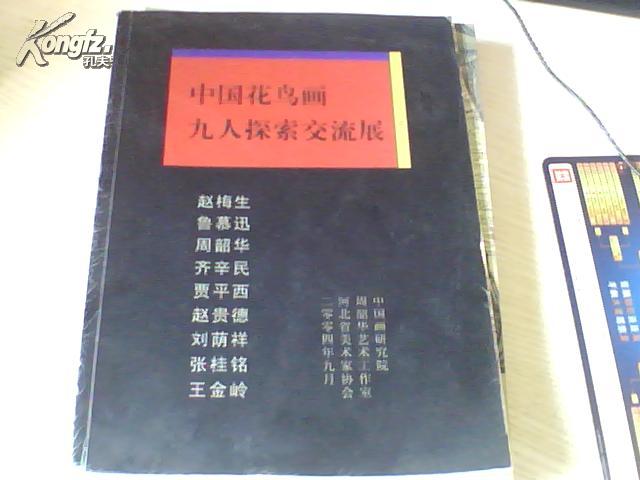 Kongfz.
孔夫
中国花鸟画
九人探索交流展
赵梅生
鲁慕迅
周韶华
齐辛民
贾平西
赵贵德
刘荫祥
张桂铭
王金岭
中国画研究院
周韶华艺术工作室
河北省美术家协会
二零零四年九月